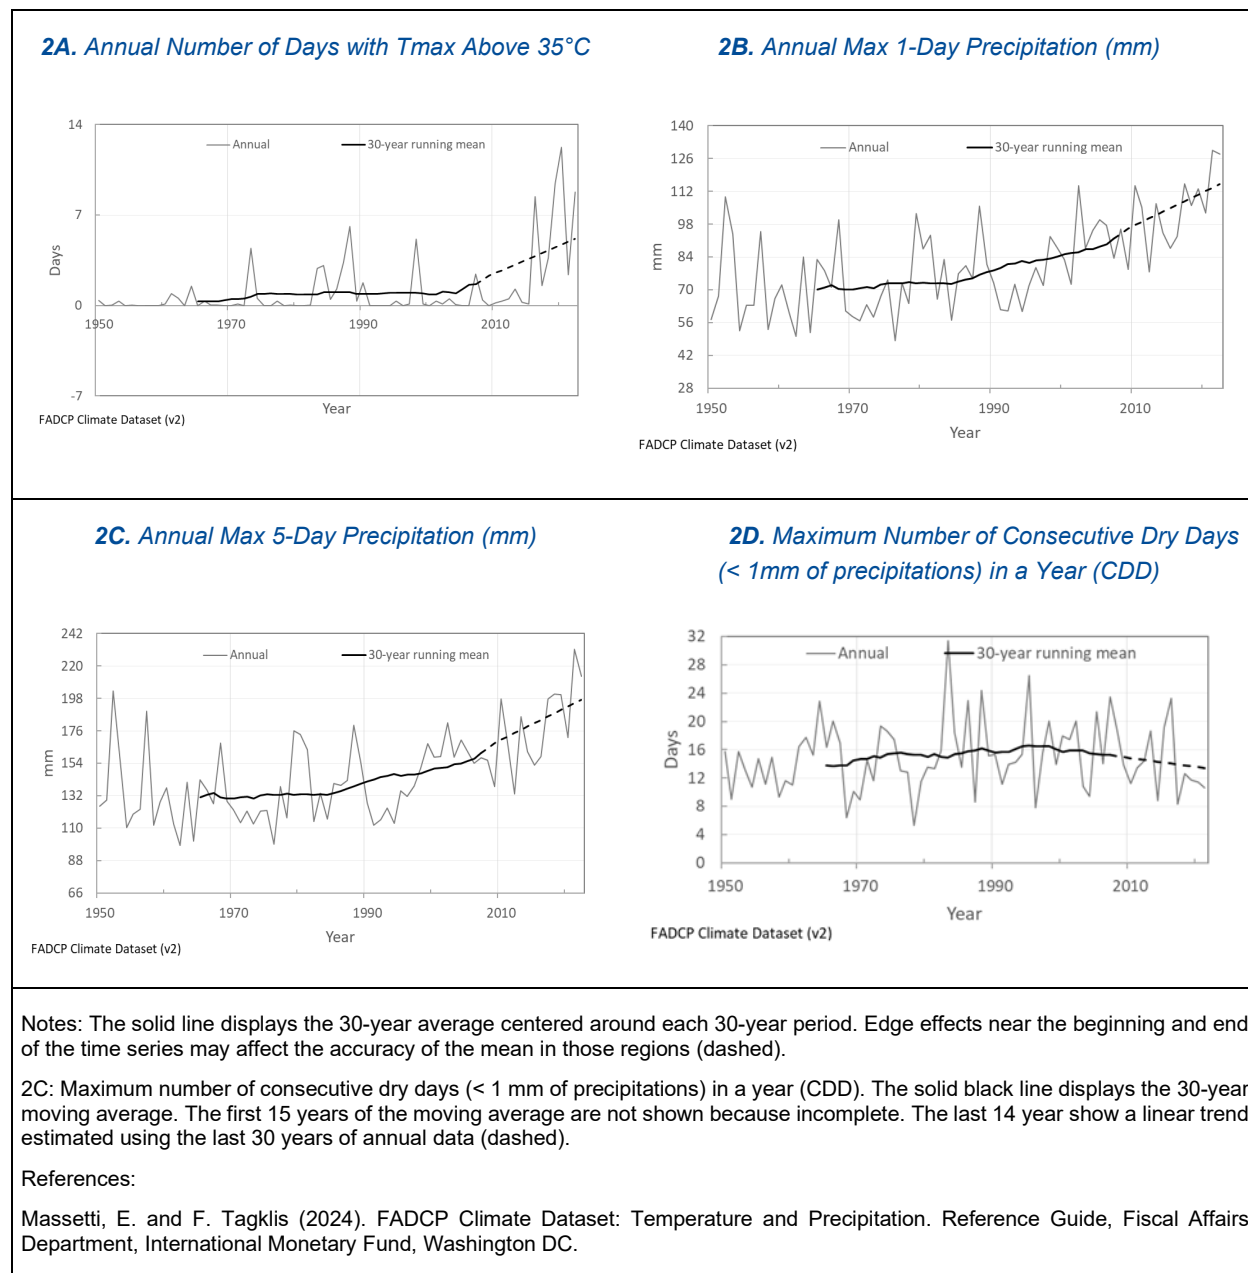 2A. Annual Number of Days with Tmax Above 35°C
14
Annual
30-year running mean
7
Days
0
1950
1970
1990
2010
-7
Year
FADCP Climate Dataset (v2)
2B. Annual Max 1-Day Precipitation (mm)
140
Annual
30-year running mean
126
112
98
mm
84
70
56
42
28
1950
1970
1990
2010
Year
FADCP Climate Dataset (v2)
2C. Annual Max 5-Day Precipitation (mm)
242
Annual
30-year running mean
220
198
176
mm
154
132
110
88
66
1950
1970
1990
2010
Year
FADCP Climate Dataset (v2)
2D. Maximum Number of Consecutive Dry Days
(< 1mm of precipitations) in a Year (CDD)
32
Annual
30-year running mean
28
24
20
Days
16
12
8
4
0
1950
1970
1990
2010
Year
FADCP Climate Dataset (v2)
Notes: The solid line displays the 30-year average centered around each 30-year period. Edge effects near the beginning and end
of the time series may affect the accuracy of the mean in those regions (dashed).
2C: Maximum number of consecutive dry days (< 1 mm of precipitations) in a year (CDD). The solid black line displays the 30-year
moving average. The first 15 years of the moving average are not shown because incomplete. The last 14 year show a linear trend
estimated using the last 30 years of annual data (dashed).
References:
Massetti, E. and F. Tagklis (2024). FADCP Climate Dataset: Temperature and Precipitation. Reference Guide, Fiscal Affairs
Department, International Monetary Fund, Washington DC.